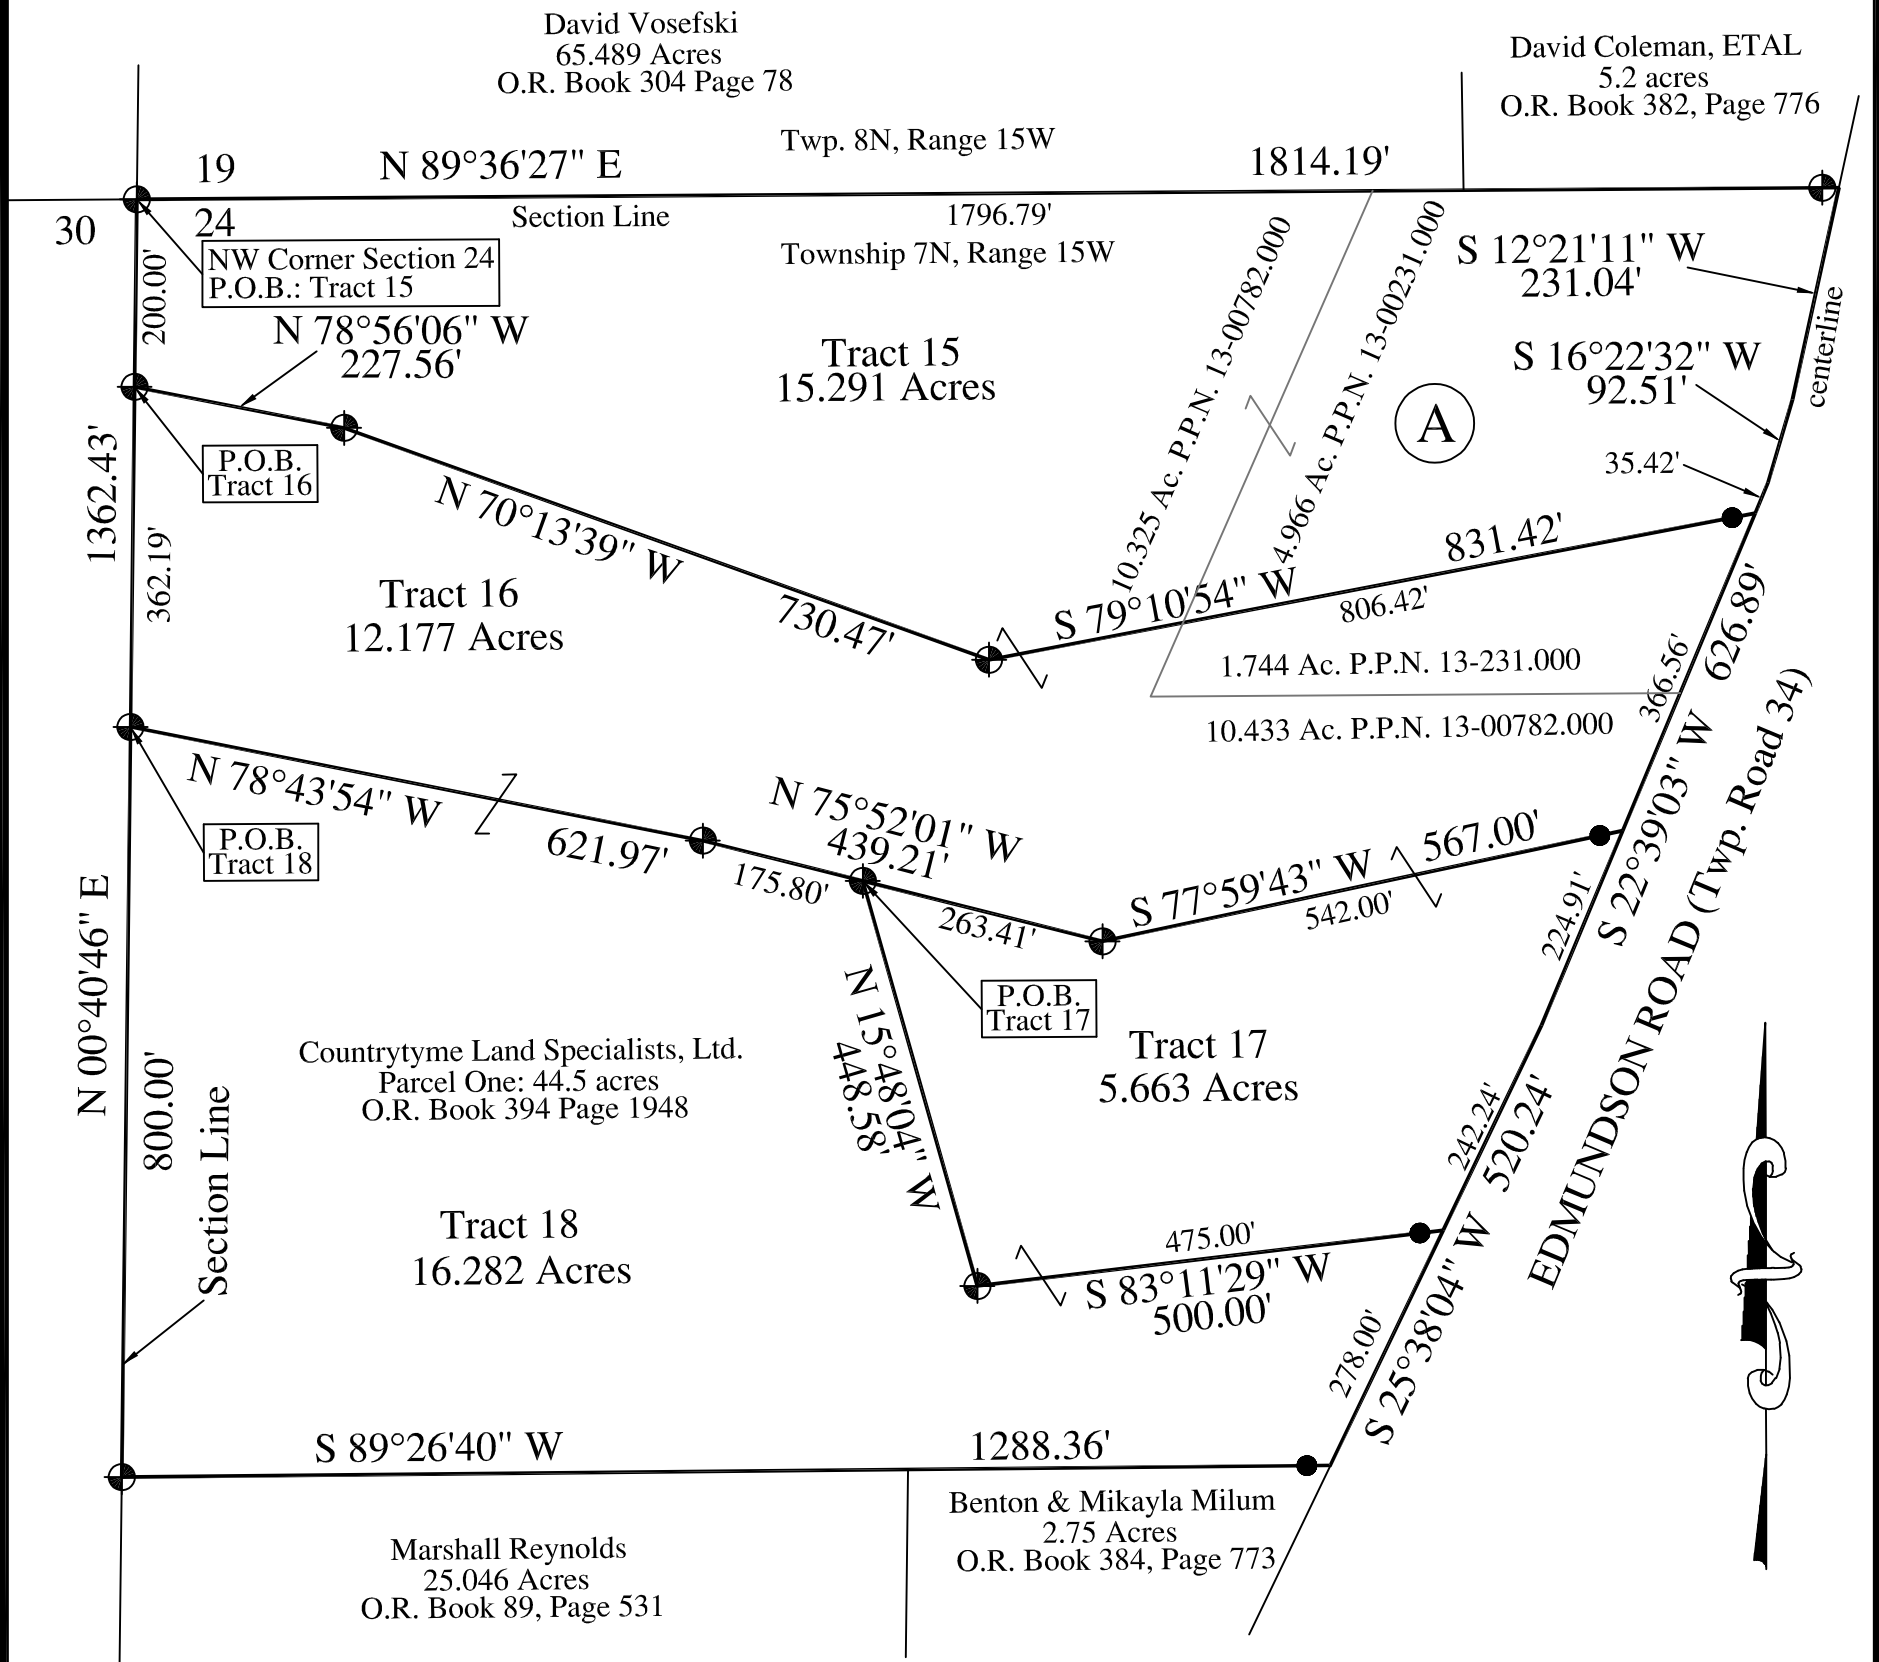 David Vosefski
65.489 Acres
O.R. Book 304 Page 78
David Coleman, ETAL
5.2 acres
O.R. Book 382, Page 776
Twp. 8N, Range 15W
19
N 89°36'27" E
1814.19'
30
24
Section Line
1796.79'
Township 7N, Range 15W
NW Corner Section 24
P.O.B.: Tract 15
200.00'
N 78°56'06" W
227.56'
Tract 15
15.291 Acres
10.325 Ac. P.P.N. 13-00782.000
4.966 Ac. P.P.N. 13-00231.000
S 12°21'11" W
231.04'
centerline
S 16°22'32" W
92.51'
A
35.42'
P.O.B.
Tract 16
1362.43'
362.19'
N 70°13'39" W
730.47'
Tract 16
12.177 Acres
S 79°10'54" W
831.42'
806.42'
1.744 Ac. P.P.N. 13-231.000
10.433 Ac. P.P.N. 13-00782.000
366.56'
626.89'
S 22°39'03" W
EDMUNDSON ROAD (Twp. Road 34)
N 78°43'54" W
621.97'
P.O.B.
Tract 18
N 75°52'01" W
439.21'
175.80'
263.41'
S 77°59'43" W
567.00'
542.00'
224.91'
P.O.B.
Tract 17
N 15°48'04" W
448.58'
Tract 17
5.663 Acres
N 00°40'46" E
800.00'
Section Line
Countrytyme Land Specialists, Ltd.
Parcel One: 44.5 acres
O.R. Book 394 Page 1948
242.24'
520.24'
S 25°38'04" W
Tract 18
16.282 Acres
475.00'
S 83°11'29" W
500.00'
278.00'
S 89°26'40" W
1288.36'
Benton & Mikayla Milum
2.75 Acres
O.R. Book 384, Page 773
Marshall Reynolds
25.046 Acres
O.R. Book 89, Page 531